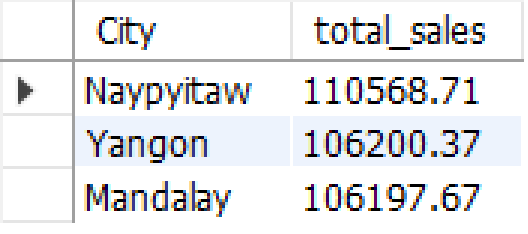 City total_sales
Naypyitaw 110568.71
Yangon 106200.37
Mandalay 106197.67